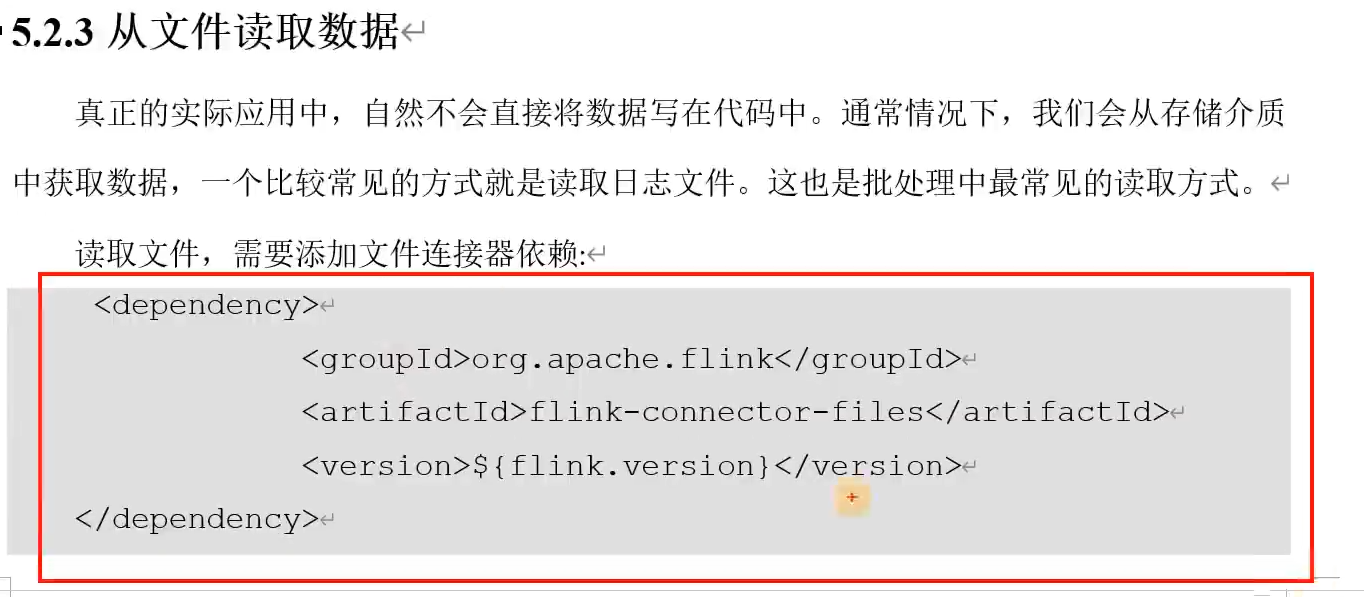 5.2.3 从文件读取数据
真正的实际应用中，自然不会直接将数据写在代码中。通常情况下，我们会从存储介质
中获取数据，一个比较常见的方式就是读取日志文件。这也是批处理中最常见的读取方式。
读取文件，需要添加文件连接器依赖:
<dependency>
<groupId>org.apache.flink</groupId>
<artifactId>flink-connector-files</artifactId>
<version>${flink.version}</version>
</dependency>